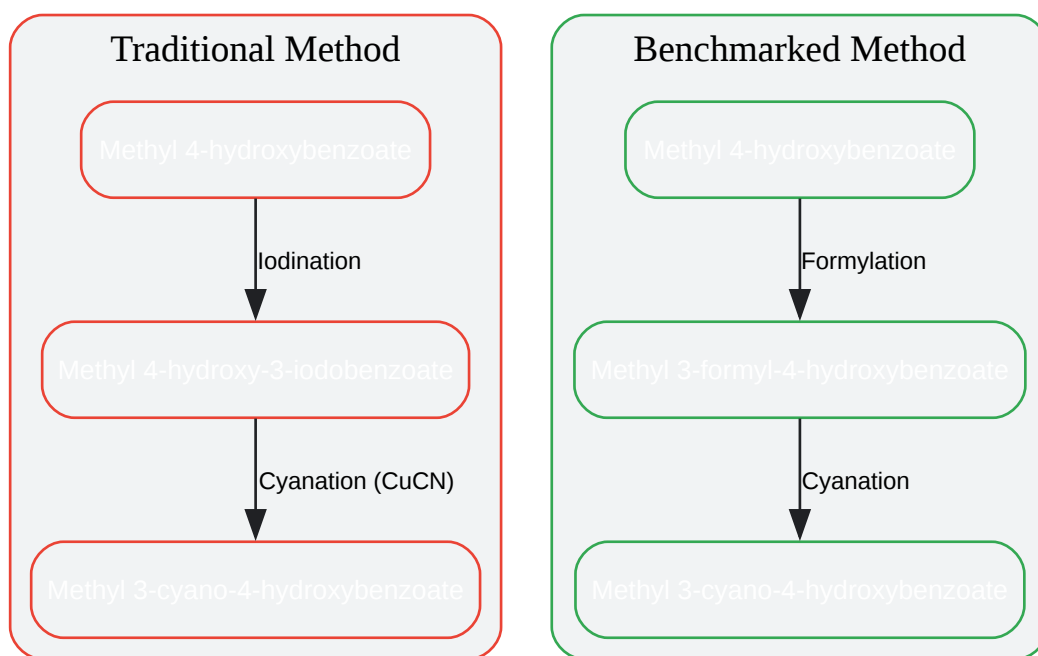 Traditional Method
Methyl 4-hydroxybenzoate
Iodination
Methyl 4-hydroxy-3-iodobenzoate
Cyanation (CuCN)
Methyl 3-cyano-4-hydroxybenzoate
Benchmarked Method
Methyl 4-hydroxybenzoate
Formylation
Methyl 3-formyl-4-hydroxybenzoate
Cyanation
Methyl 3-cyano-4-hydroxybenzoate